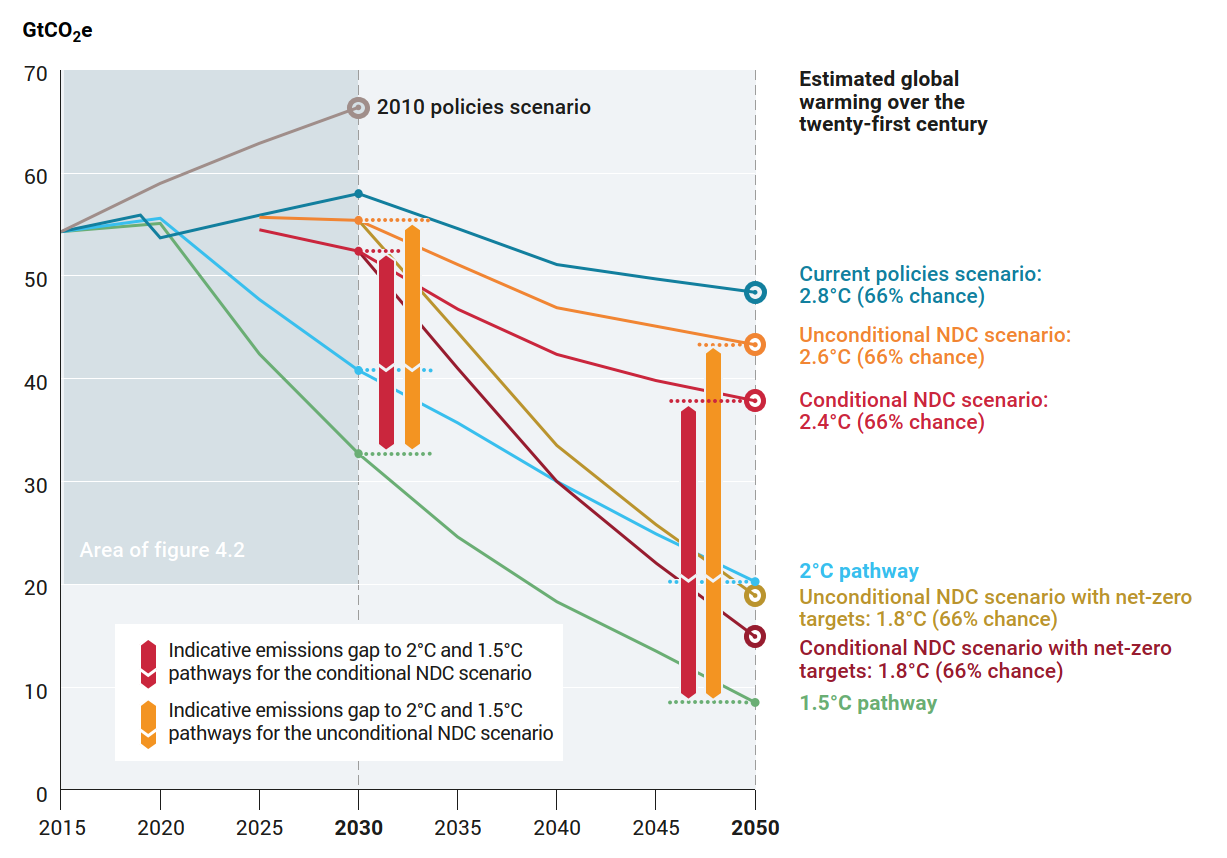 GtCO₂e
70
60
50
40
30
20
10
0
2015
2020
2025
2030
2035
2040
2045
2050
2010 policies scenario
Area of figure 4.2
Indicative emissions gap to 2°C and 1.5°C
pathways for the conditional NDC scenario
Indicative emissions gap to 2°C and 1.5°C
pathways for the unconditional NDC scenario
Estimated global
warming over the
twenty-first century
Current policies scenario:
2.8°C (66% chance)
Unconditional NDC scenario:
2.6°C (66% chance)
Conditional NDC scenario:
2.4°C (66% chance)
2°C pathway
Unconditional NDC scenario with net-zero
targets: 1.8°C (66% chance)
Conditional NDC scenario with net-zero
targets: 1.8°C (66% chance)
1.5°C pathway